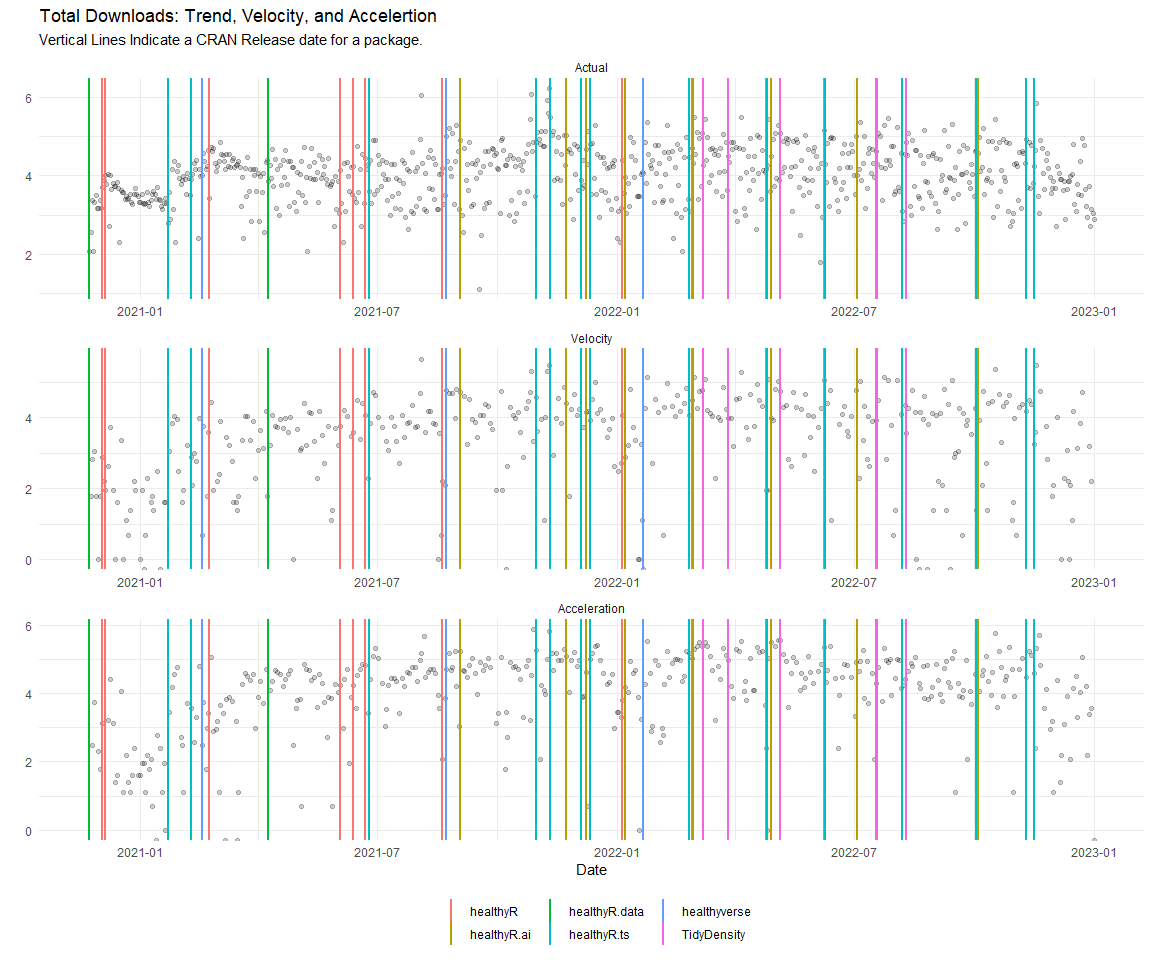 Total Downloads: Trend, Velocity, and Accelertion
Vertical Lines Indicate a CRAN Release date for a package.
Actual
6
4
2
2021-01 2021-07 2022-01 2022-07 2023-01
Velocity
4
2
0
2021-01 2021-07 2022-01 2022-07 2023-01
Acceleration
6
4
2
0
2021-01 2021-07 2022-01 2022-07 2023-01
Date
healthyR healthyR.data healthyverse
healthyR.ai healthyR.ts TidyDensity